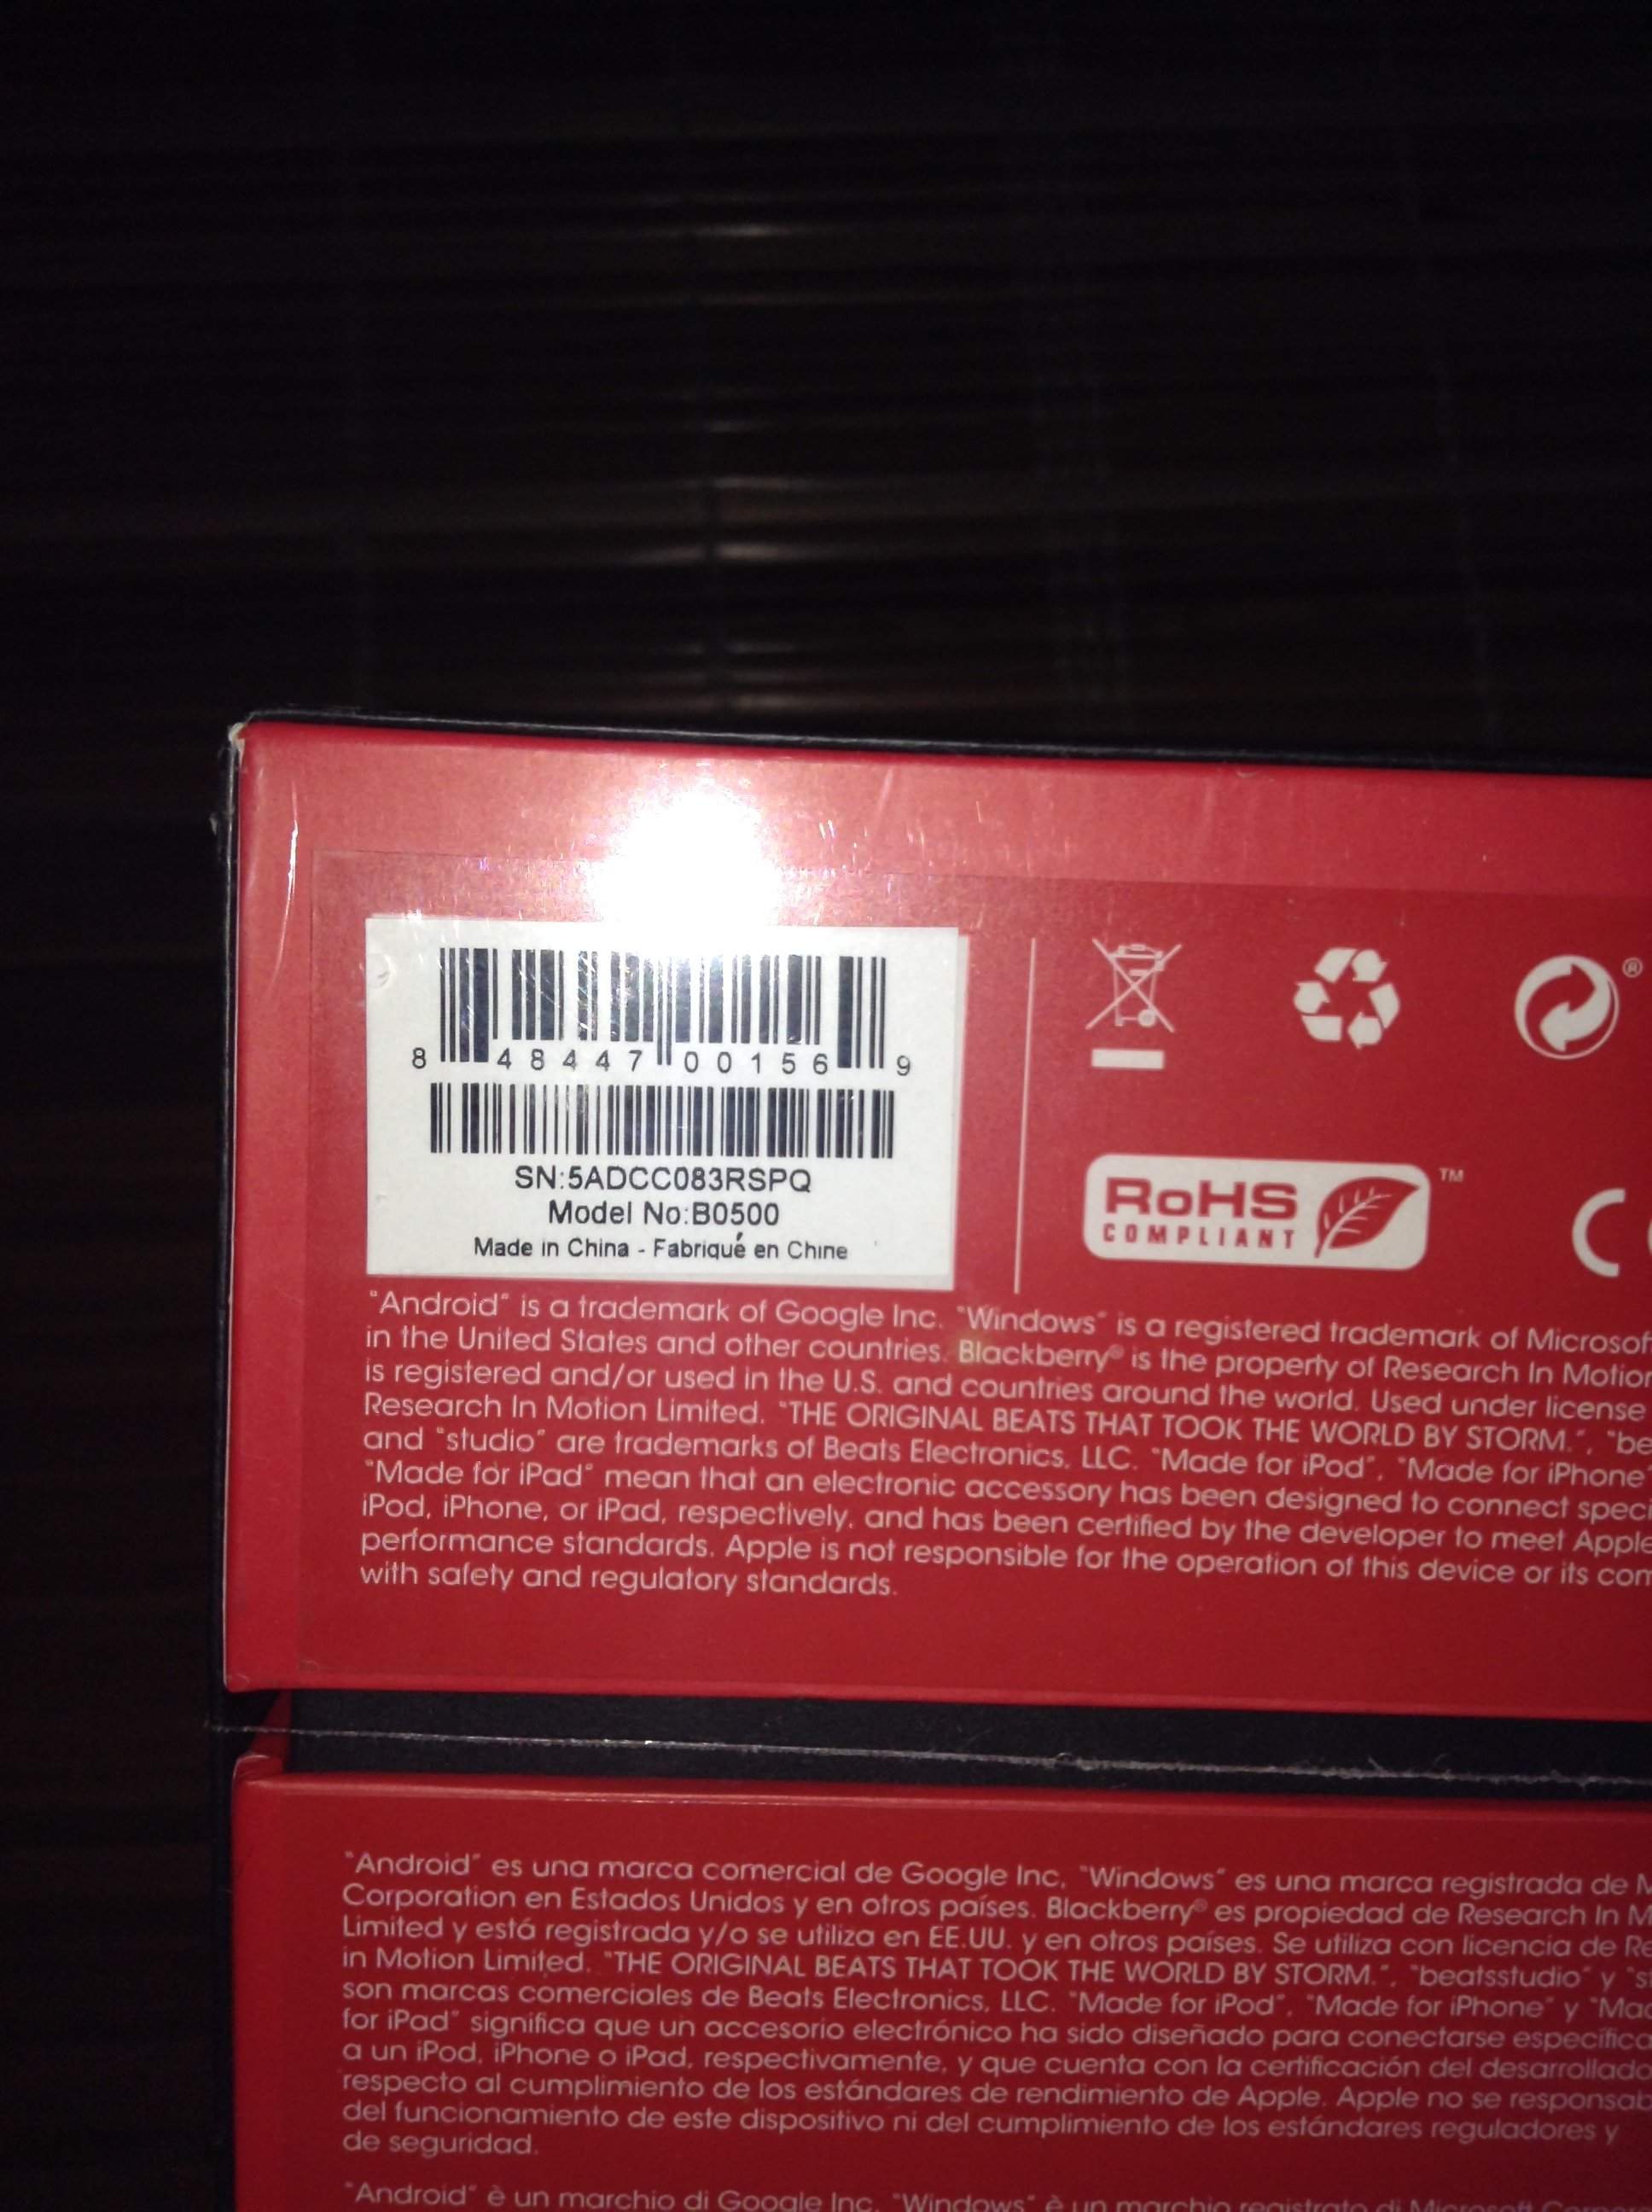 8 48447 00156 9
SN:5ADCC083RSPQ
Model No:B0500
Made in China - Fabriqué en Chine
®
RoHS
COMPLIANT
TM
"Android" is a trademark of Google Inc. "Windows" is a registered trademark of
in the United States and other countries. Blackberry® is the property of Research In
is registered and/or used in the U.S. and countries around the world. Used under license
Research In Motion Limited. "THE ORIGINAL BEATS THAT TOOK THE WORLD BY STORM.",
and "studio" are trademarks of Beats Electronics, LLC. "Made for iPod", "Made for iPhone"
"Made for iPad" mean that an electronic accessory has been designed to connect
iPod, iPhone, or iPad, respectively, and has been certified by the developer to meet Apple
performance standards. Apple is not responsible for the operation of this device or its
with safety and regulatory standards.
"Android" es una marca comercial de Google Inc. "Windows" es una marca registrada de
Corporation en Estados Unidos y en otros países. Blackberry® es propiedad de Research In
Limited y está registrada y/o se utiliza en EE.UU. y en otros países. Se utiliza con licencia de
in Motion Limited. "THE ORIGINAL BEATS THAT TOOK THE WORLD BY STORM.", "beatsstudio" y
son marcas comerciales de Beats Electronics, LLC. "Made for iPod", "Made for iPhone" y
for iPad" significa que un accesorio electrónico ha sido diseñado para conectarse
a un iPod, iPhone o iPad, respectivamente, y que cuenta con la certificación del
respecto al cumplimiento de los estándares de rendimiento de Apple. Apple no se
del funcionamiento de este dispositivo ni del cumplimiento de los estándares reguladores y
de seguridad.
"Android" è un marchio di Google Inc. "Windows" è un marchio registrato di